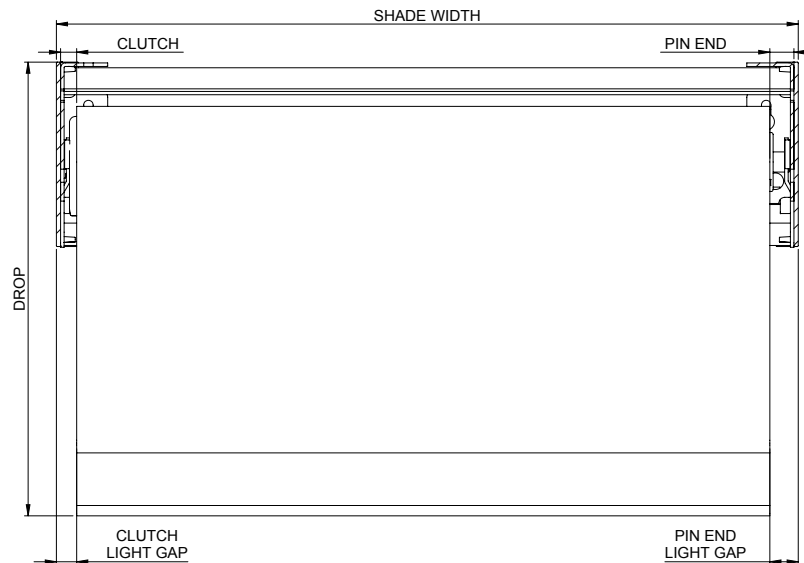 SHADE WIDTH
CLUTCH
PIN END
DROP
CLUTCH
LIGHT GAP
PIN END
LIGHT GAP